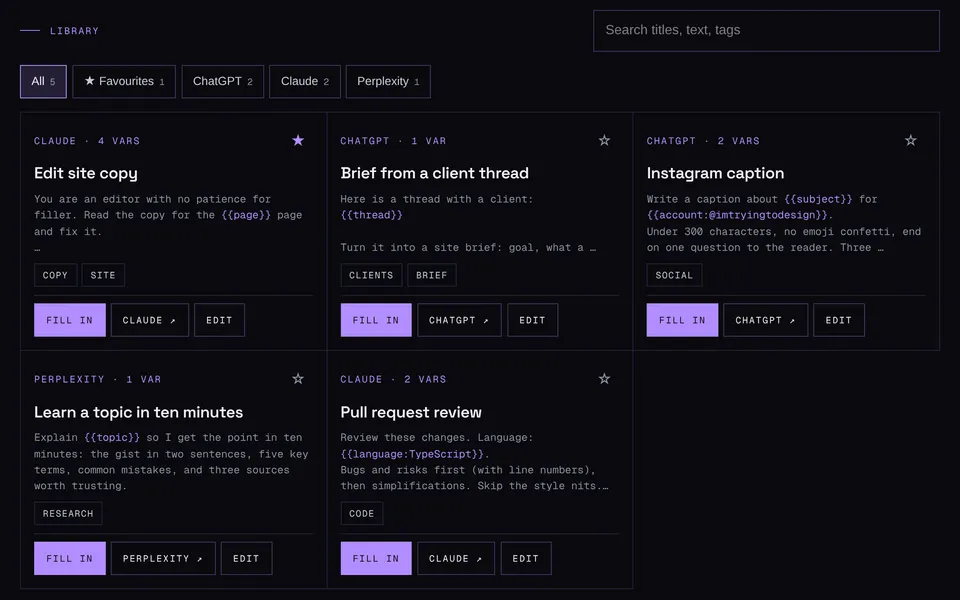 LIBRARY
Search titles, text, tags
All 5
★ Favourites 1
ChatGPT 2
Claude 2
Perplexity 1
CLAUDE · 4 VARS ★
Edit site copy
You are an editor with no patience for
filler. Read the copy for the {{page}} page
and fix it.
…
COPY
SITE
FILL IN
CLAUDE ↗
EDIT
CHATGPT · 1 VAR ☆
Brief from a client thread
Here is a thread with a client:
{{thread}}
Turn it into a site brief: goal, what a …
CLIENTS
BRIEF
FILL IN
CHATGPT ↗
EDIT
CHATGPT · 2 VARS ☆
Instagram caption
Write a caption about {{subject}} for
{{account:@imtryingtodesign}}.
Under 300 characters, no emoji confetti, end
on one question to the reader. Three …
SOCIAL
FILL IN
CHATGPT ↗
EDIT
PERPLEXITY · 1 VAR ☆
Learn a topic in ten minutes
Explain {{topic}} so I get the point in ten
minutes: the gist in two sentences, five key
terms, common mistakes, and three sources
worth trusting.
RESEARCH
FILL IN
PERPLEXITY ↗
EDIT
CLAUDE · 2 VARS ☆
Pull request review
Review these changes. Language:
{{language:TypeScript}}.
Bugs and risks first (with line numbers),
then simplifications. Skip the style nits.…
CODE
FILL IN
CLAUDE ↗
EDIT